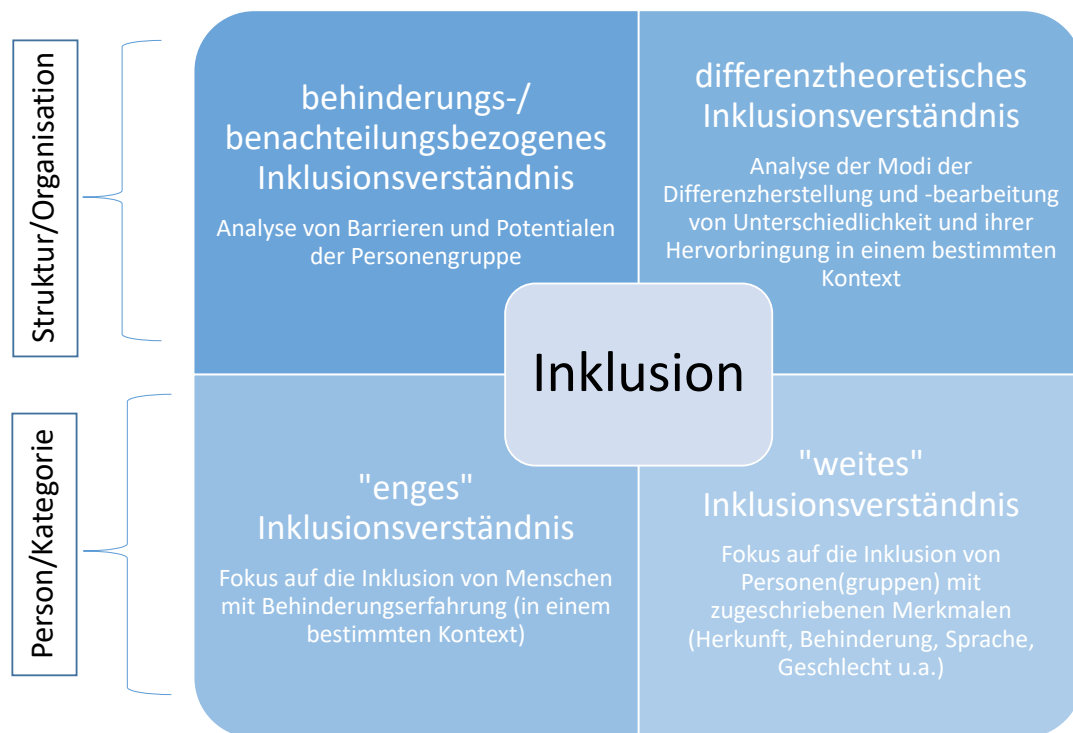 Struktur/Organisation
behinderungs-/
benachteilungsbezogenes
Inklusionsverständnis
Analyse von Barrieren und Potentialen
der Personengruppe
differenztheoretisches
Inklusionsverständnis
Analyse der Modi der
Differenzherstellung und -bearbeitung
von Unterschiedlichkeit und ihrer
Hervorbringung in einem bestimmten
Kontext
Inklusion
Person/Kategorie
"enges"
Inklusionsverständnis
Fokus auf die Inklusion von Menschen
mit Behinderungserfahrung (in einem
bestimmten Kontext)
"weites"
Inklusionsverständnis
Fokus auf die Inklusion von
Personen(gruppen) mit
zugeschriebenen Merkmalen
(Herkunft, Behinderung, Sprache,
Geschlecht u.a.)